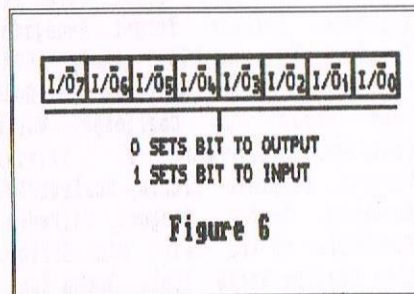 I/Ō₇ I/Ō₆ I/Ō₅ I/Ō₄ I/Ō₃ I/Ō₂ I/Ō₁ I/Ō₀
0 SETS BIT TO OUTPUT
1 SETS BIT TO INPUT
Figure 6